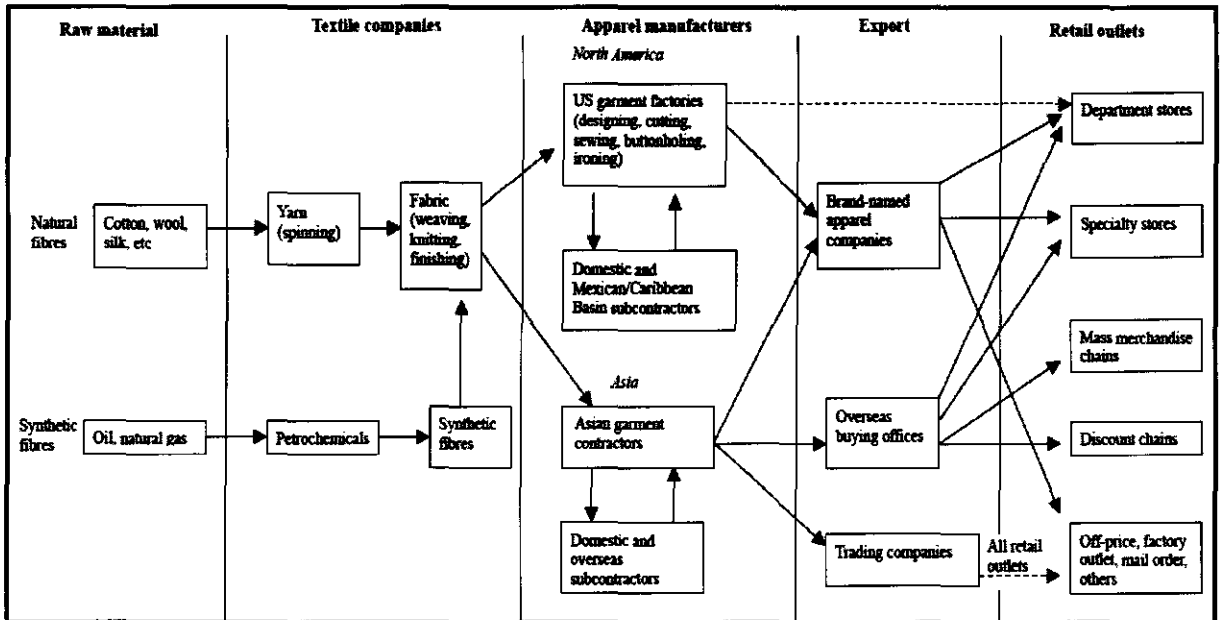 Raw material
Textile companies
Apparel manufacturers
Export
Retail outlets
North America
US garment factories
(designing, cutting,
sewing, buttonholing,
ironing)
Department stores
Natural
fibres
Cotton, wool,
silk, etc
Yarn
(spinning)
Fabric
(weaving,
knitting,
finishing)
Brand-named
apparel
companies
Specialty stores
Domestic and
Mexican/Caribbean
Basin subcontractors
Mass merchandise
chains
Asia
Synthetic
fibres
Oil, natural gas
Petrochemicals
Synthetic
fibres
Asian garment
contractors
Overseas
buying offices
Discount chains
Domestic and
overseas
subcontractors
Trading companies
All retail
outlets
Off-price, factory
outlet, mail order,
others